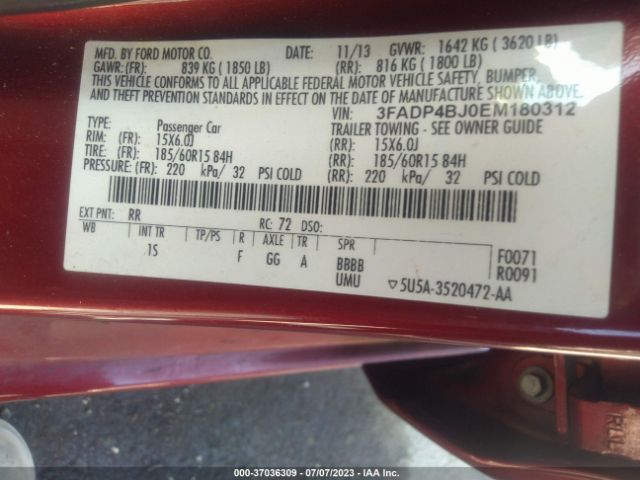 MFD. BY FORD MOTOR CO. DATE: 11/13 GVWR: 1642 KG ( 3620 LB)
GAWR: (FR): 839 KG ( 1850 LB) (RR): 816 KG ( 1800 LB)
THIS VEHICLE CONFORMS TO ALL APPLICABLE FEDERAL MOTOR VEHICLE SAFETY, BUMPER,
AND THEFT PREVENTION STANDARDS IN EFFECT ON THE DATE OF MANUFACTURE SHOWN ABOVE.
VIN: 3FADP4BJ0EM180312
TYPE: Passenger Car TRAILER TOWING - SEE OWNER GUIDE
RIM: (FR): 15X6.0J (RR): 15X6.0J
TIRE: (FR): 185/60R15 84H (RR): 185/60R15 84H
PRESSURE: (FR): 220 kPa/ 32 PSI COLD (RR): 220 kPa/ 32 PSI COLD
EXT PNT: RR RC: 72 DSO:
WB INT TR TP/PS R AXLE TR SPR F0071
1S F GG A BBBB R0091
UMU ▽5U5A-3520472-AA
000-37036309 - 07/07/2023 - IAA Inc.